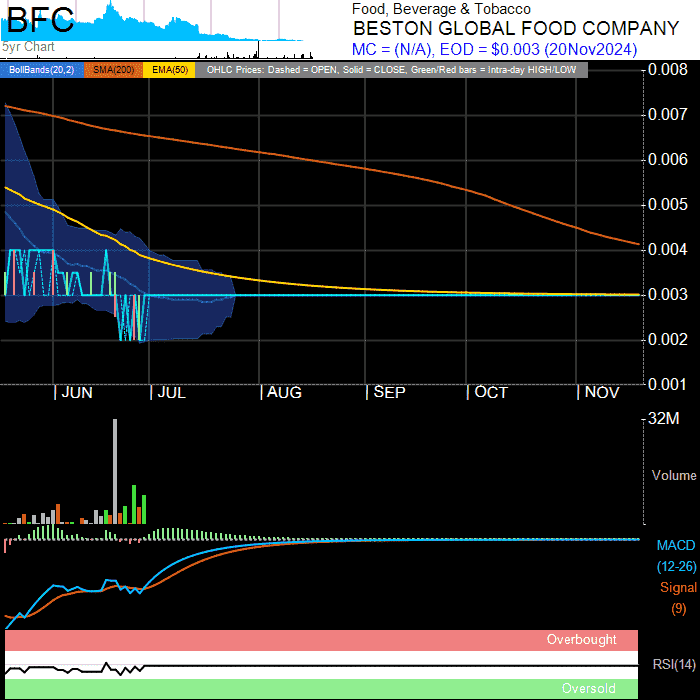 BFC
5yr Chart
Food, Beverage & Tobacco
BESTON GLOBAL FOOD COMPANY
MC = (N/A), EOD = $0.003 (20Nov2024)
BollBands(20,2) SMA(200) EMA(50) OHLC Prices: Dashed = OPEN, Solid = CLOSE, Green/Red bars = Intra-day HIGH/LOW
0.008
0.007
0.006
0.005
0.004
0.003
0.002
0.001
JUN JUL AUG SEP OCT NOV
32M
Volume
MACD
(12-26)
Signal
(9)
Overbought
RSI(14)
Oversold